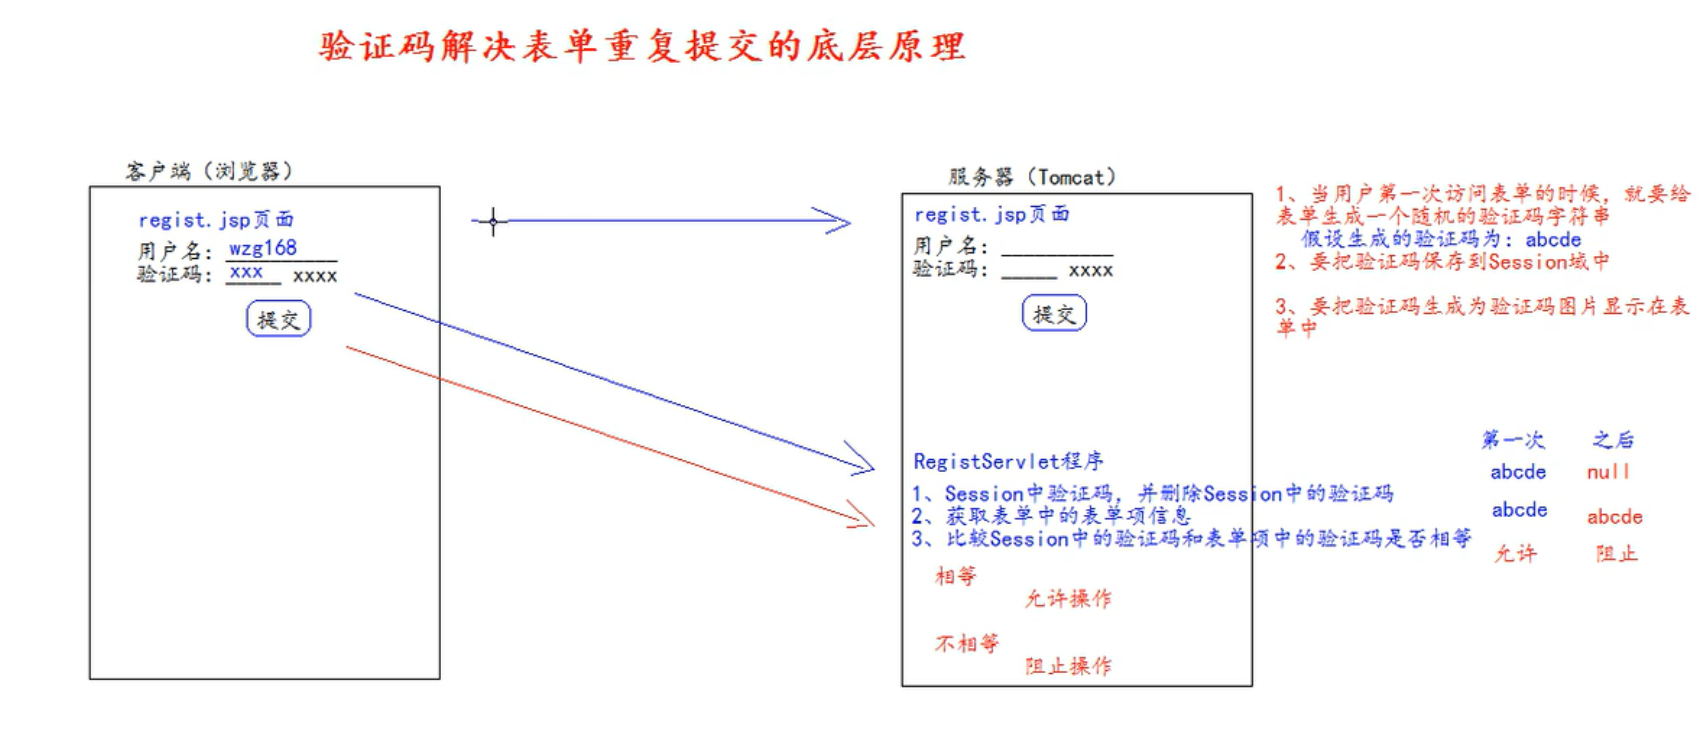 验证码解决表单重复提交的底层原理
客户端（浏览器）
regist.jsp页面
用户名：wzg168
验证码：xxx xxxx
提交
服务器（Tomcat）
regist.jsp页面
用户名：__________
验证码：_____ xxxx
提交
RegistServlet程序
1、Session中验证码，并删除Session中的验证码
2、获取表单中的表单项信息
3、比较Session中的验证码和表单项中的验证码是否相等
相等
允许操作
不相等
阻止操作
1、当用户第一次访问表单的时候，就要给
表单生成一个随机的验证码字符串
假设生成的验证码为：abcde
2、要把验证码保存到Session域中
3、要把验证码生成为验证码图片显示在表
单中
第一次 之后
abcde null
abcde abcde
允许 阻止